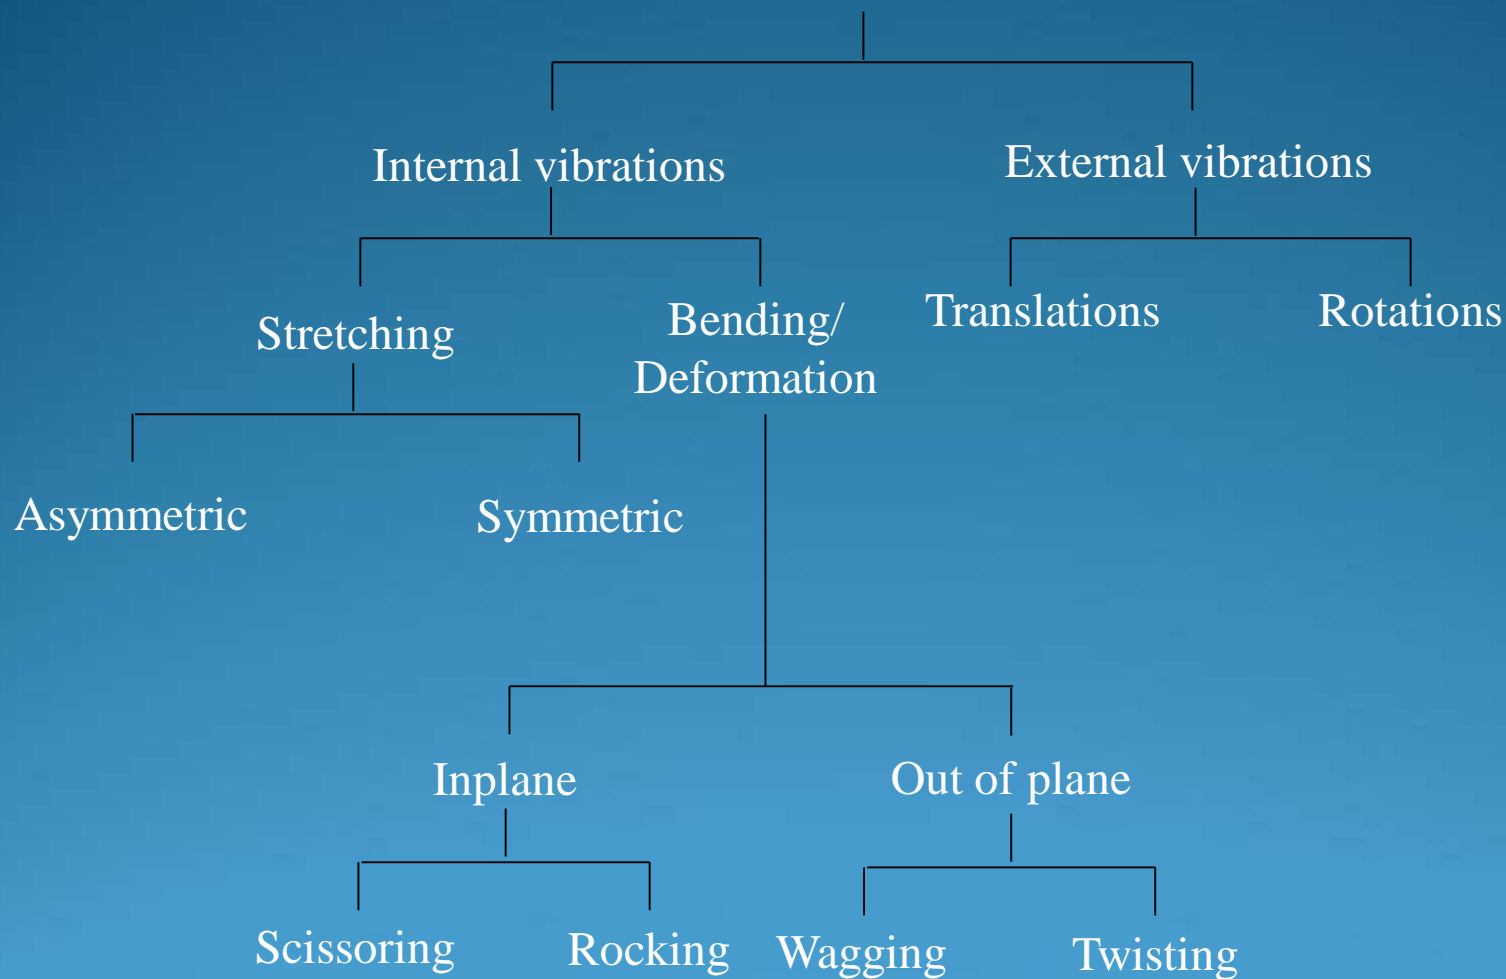 Internal vibrations
External vibrations
Stretching
Bending/
Deformation
Translations
Rotations
Asymmetric
Symmetric
Inplane
Out of plane
Scissoring
Rocking
Wagging
Twisting